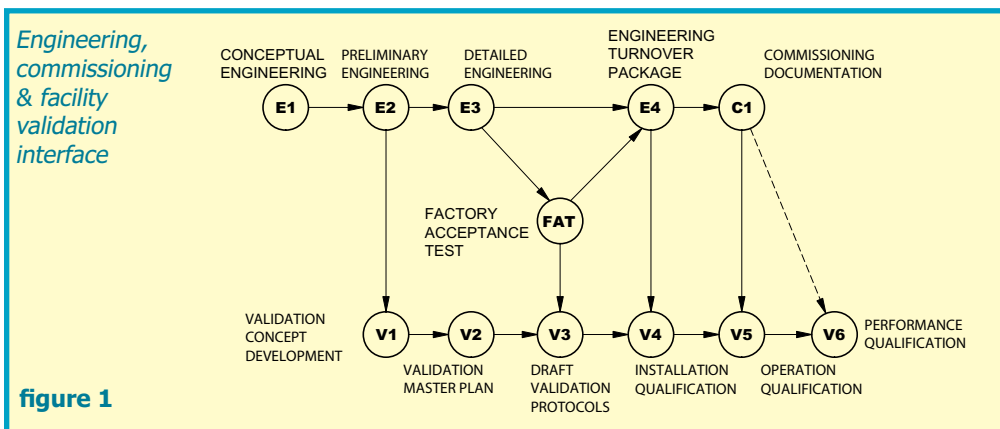 Engineering,
commissioning
& facility
validation
interface
CONCEPTUAL
ENGINEERING
PRELIMINARY
ENGINEERING
DETAILED
ENGINEERING
ENGINEERING
TURNOVER
PACKAGE
COMMISSIONING
DOCUMENTATION
E1
E2
E3
E4
C1
FACTORY
ACCEPTANCE
TEST
FAT
VALIDATION
CONCEPT
DEVELOPMENT
V1
V2
V3
V4
V5
V6
PERFORMANCE
QUALIFICATION
VALIDATION
MASTER PLAN
DRAFT
VALIDATION
PROTOCOLS
INSTALLATION
QUALIFICATION
OPERATION
QUALIFICATION
figure 1